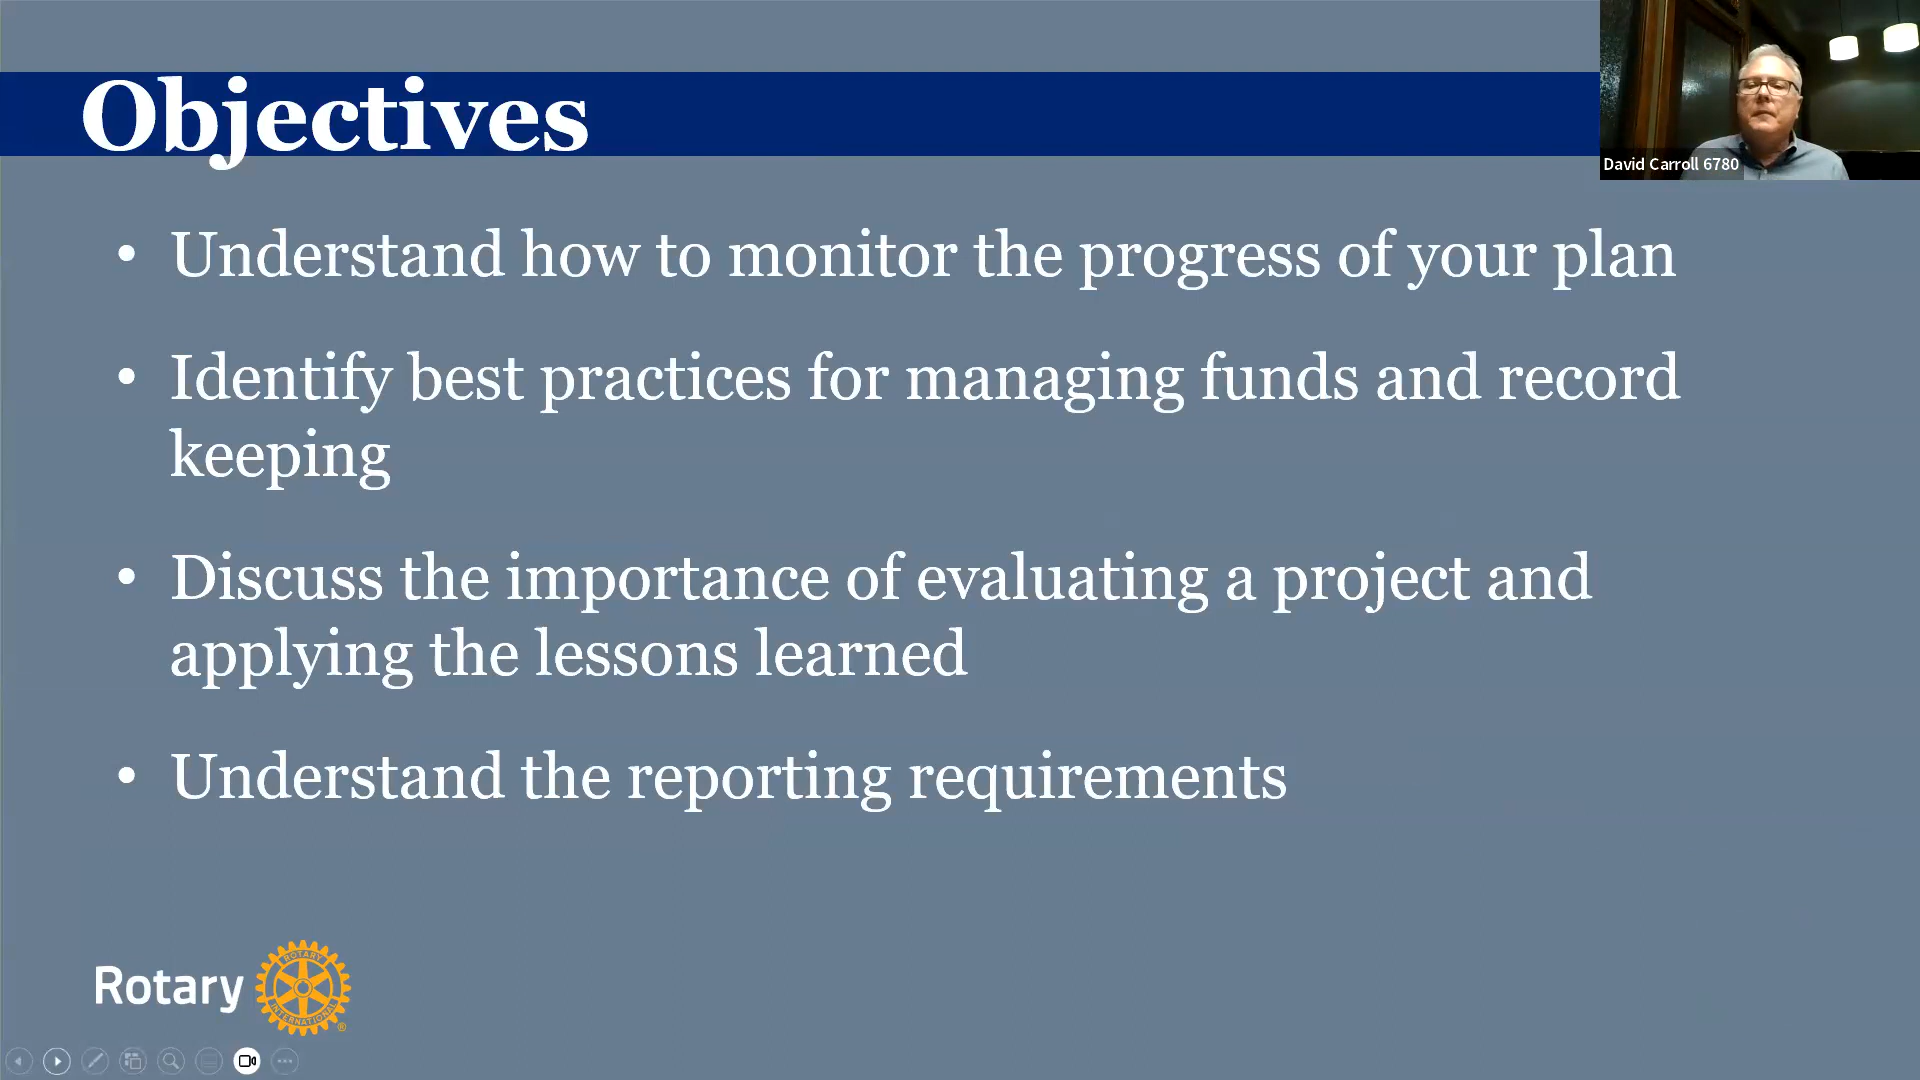 Objectives
David Carroll 6780
• Understand how to monitor the progress of your plan
• Identify best practices for managing funds and record
keeping
• Discuss the importance of evaluating a project and
applying the lessons learned
• Understand the reporting requirements
Rotary
ROTARY
INTERNATIONAL
®